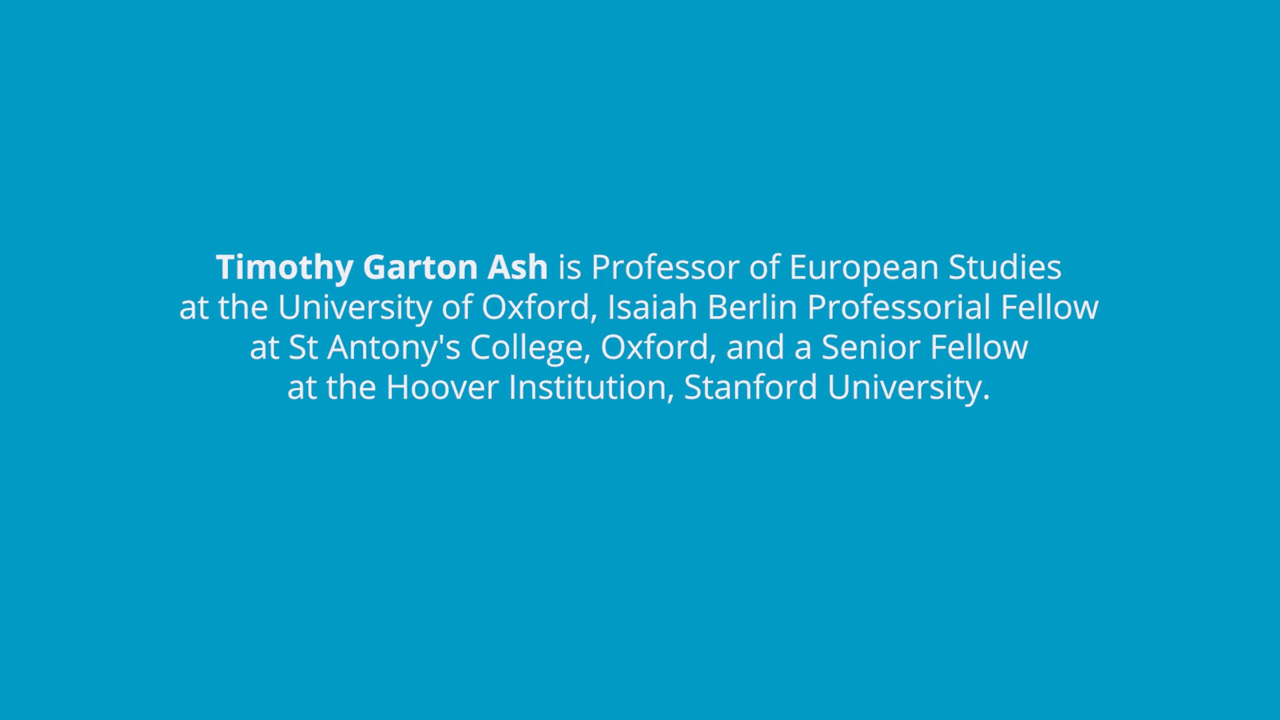 Timothy Garton Ash is Professor of European Studies
at the University of Oxford, Isaiah Berlin Professorial Fellow
at St Antony's College, Oxford, and a Senior Fellow
at the Hoover Institution, Stanford University.